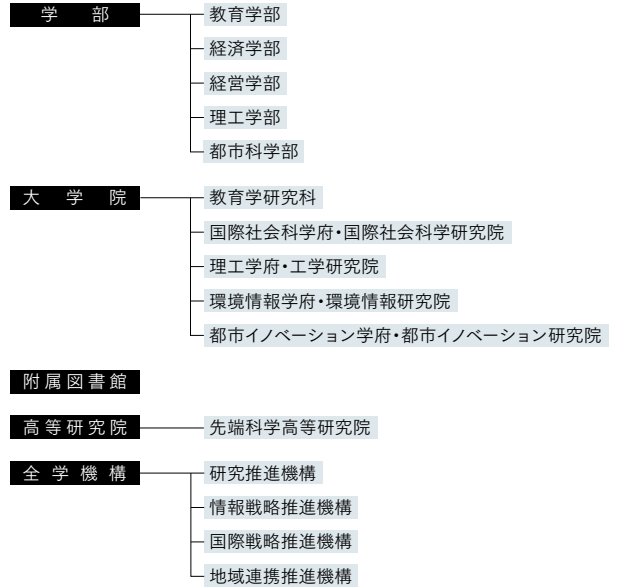 学部
教育学部
経済学部
経営学部
理工学部
都市科学部
大学院
教育学研究科
国際社会科学府・国際社会科学研究院
理工学府・工学研究院
環境情報学府・環境情報研究院
都市イノベーション学府・都市イノベーション研究院
附属図書館
高等研究院
先端科学高等研究院
全学機構
研究推進機構
情報戦略推進機構
国際戦略推進機構
地域連携推進機構